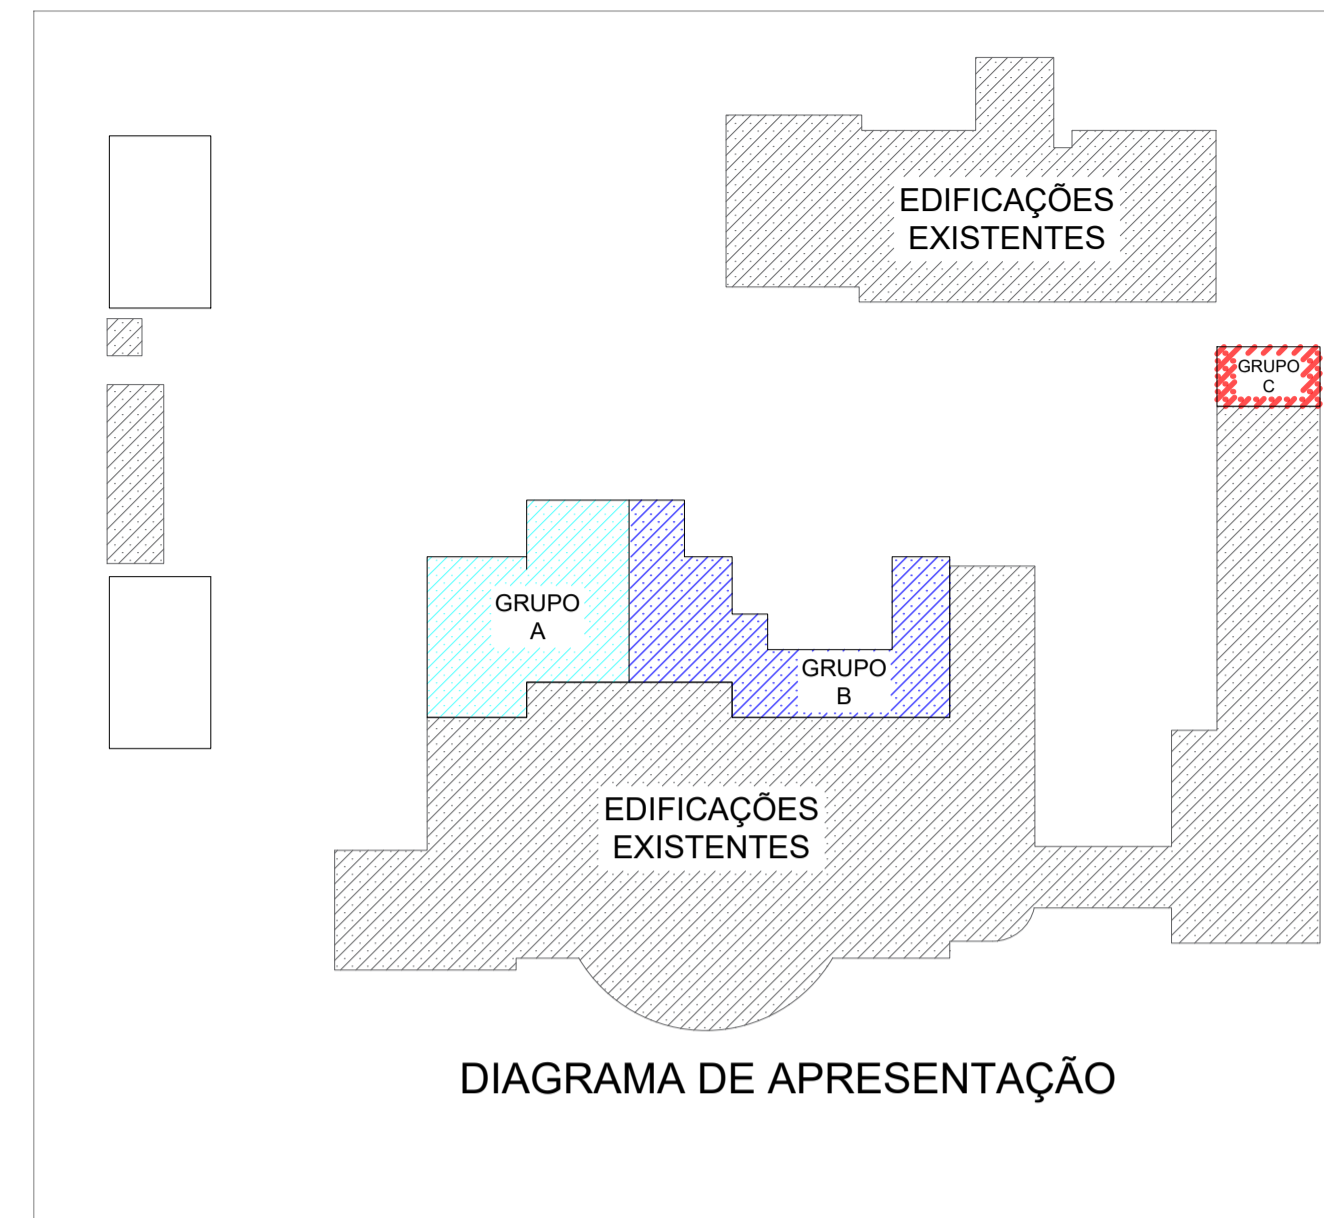 EDIFICAÇÕES
EXISTENTES
GRUPO
C
GRUPO
A
GRUPO
B
EDIFICAÇÕES
EXISTENTES
DIAGRAMA DE APRESENTAÇÃO